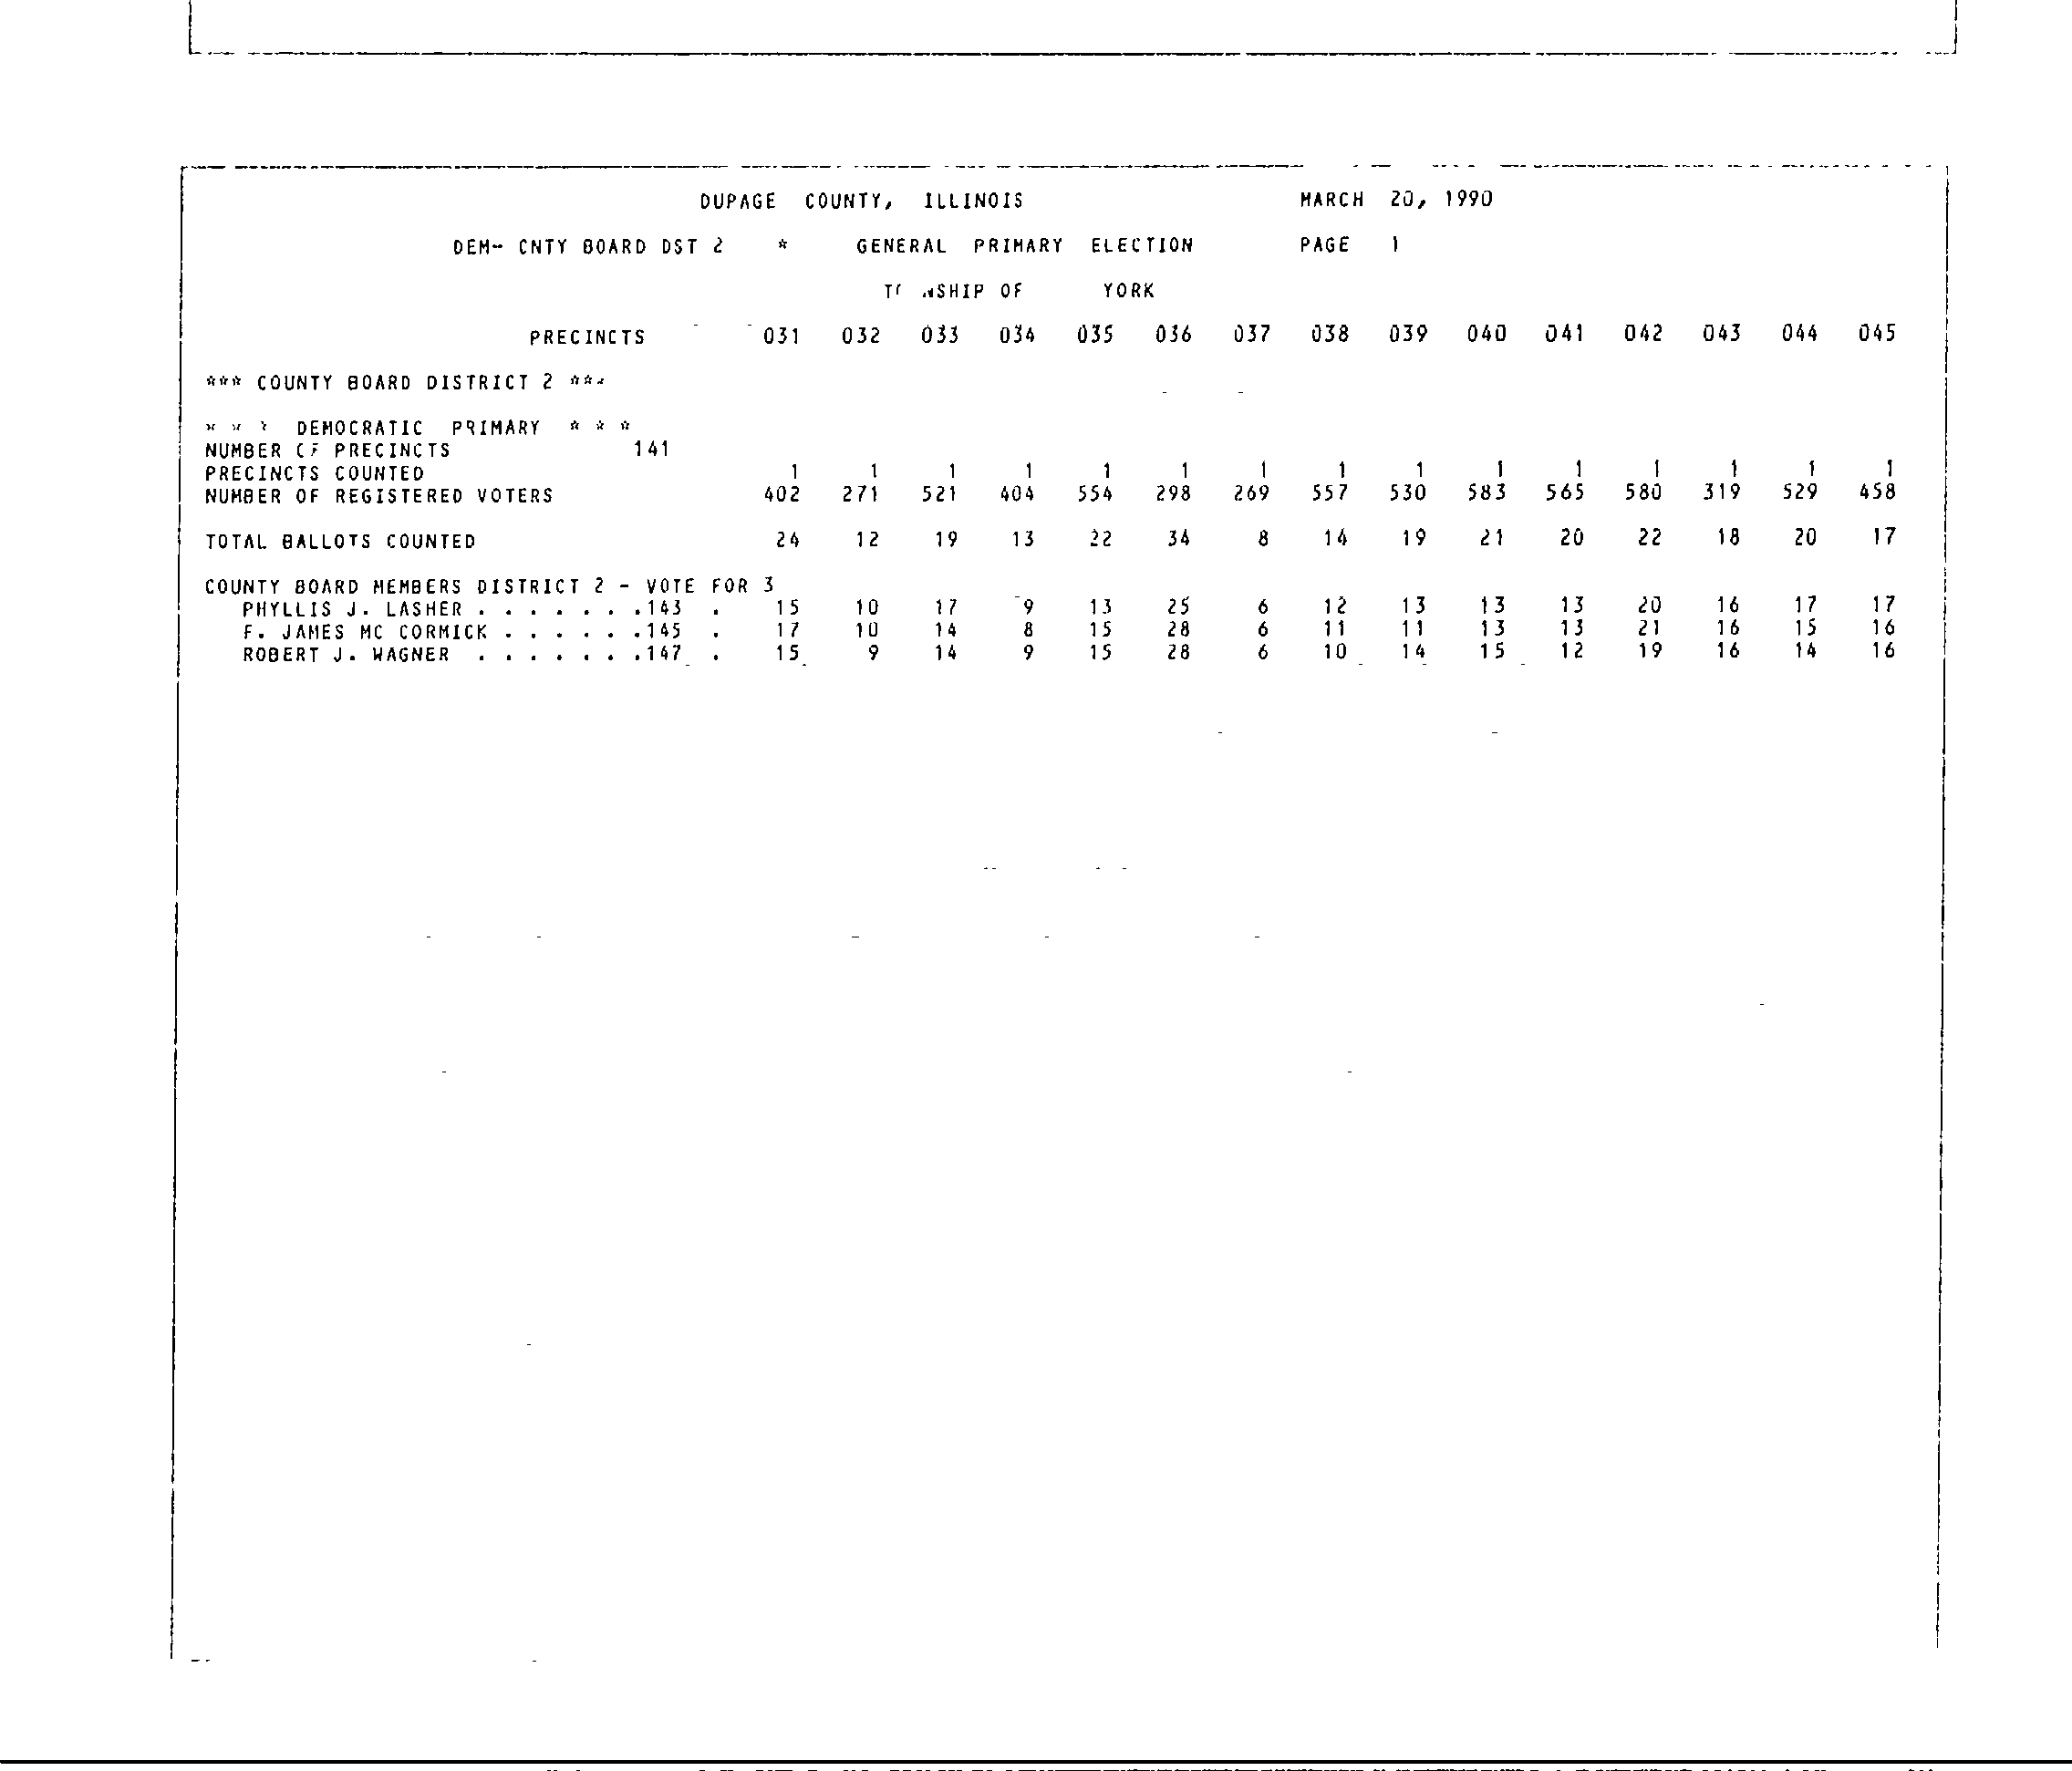 DUPAGE COUNTY, ILLINOIS MARCH 20, 1990
DEM- CNTY BOARD DST 2 * GENERAL PRIMARY ELECTION PAGE 1
TOWNSHIP OF YORK
PRECINCTS 031 032 033 034 035 036 037 038 039 040 041 042 043 044 045
*** COUNTY BOARD DISTRICT 2 ***
* * * DEMOCRATIC PRIMARY * * *
NUMBER OF PRECINCTS 141
PRECINCTS COUNTED 1 1 1 1 1 1 1 1 1 1 1 1 1 1 1
NUMBER OF REGISTERED VOTERS 402 271 521 404 554 298 269 557 530 583 565 580 319 529 458
TOTAL BALLOTS COUNTED 24 12 19 13 22 34 8 14 19 21 20 22 18 20 17
COUNTY BOARD MEMBERS DISTRICT 2 - VOTE FOR 3
PHYLLIS J. LASHER . . . . . . .143 . 15 10 17 9 13 25 6 12 13 13 13 20 16 17 17
F. JAMES MC CORMICK . . . . . .145 . 17 10 14 8 15 28 6 11 11 13 13 21 16 15 16
ROBERT J. WAGNER . . . . . . .147 . 15 9 14 9 15 28 6 10 14 15 12 19 16 14 16